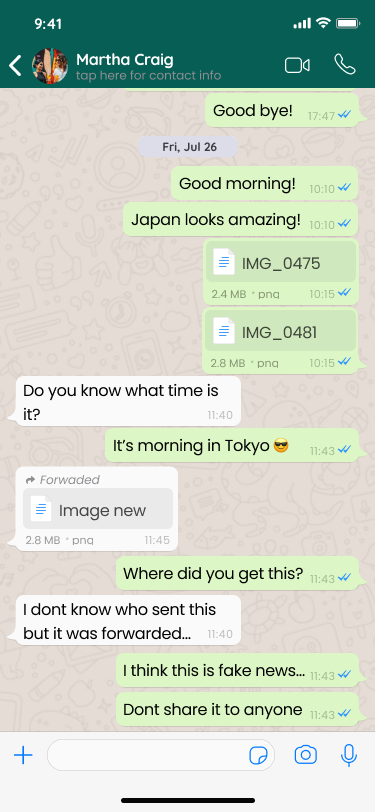 9:41
Martha Craig
tap here for contact info
Good bye!
17:47
Fri, Jul 26
Good morning!
10:10
Japan looks amazing!
10:10
IMG_0475
2.4 MB • png
10:15
IMG_0481
2.8 MB • png
10:15
Do you know what time is
it?
11:40
It’s morning in Tokyo 😎
11:43
Forwaded
Image new
2.8 MB • png
11:45
Where did you get this?
11:43
I dont know who sent this
but it was forwarded...
11:40
I think this is fake news...
11:43
Dont share it to anyone
11:43